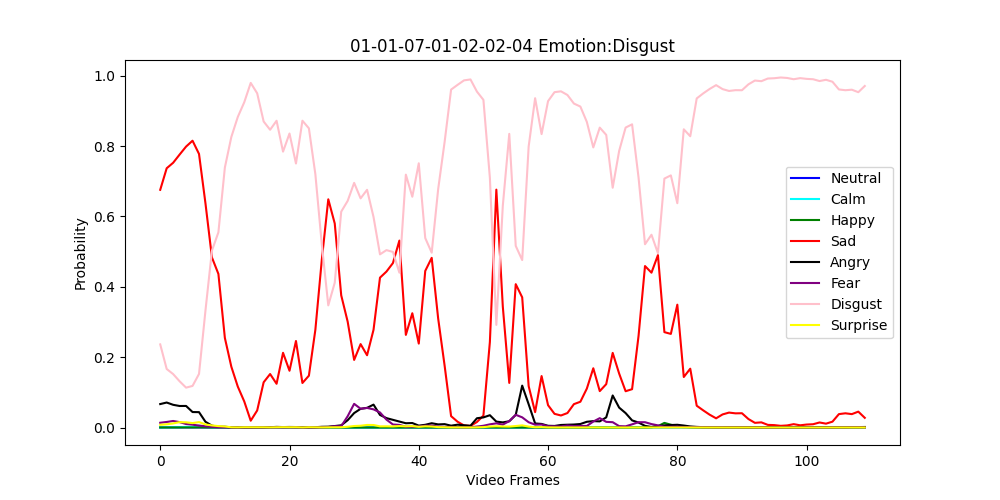 01-01-07-01-02-02-04 Emotion:Disgust
1.0
0.8
0.6
0.4
0.2
0.0
Probability
Neutral
Calm
Happy
Sad
Angry
Fear
Disgust
Surprise
0 20 40 60 80 100
Video Frames